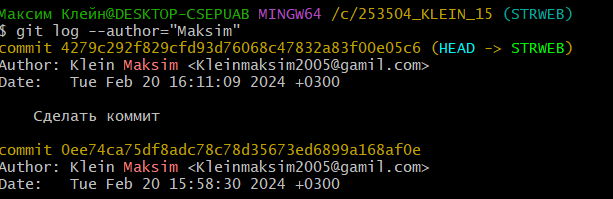 Максим Клейн@DESKTOP-CSEPUAB MINGW64 /c/253504_KLEIN_15 (STRWEB)
$ git log --author="Maksim"
commit 4279c292f829cfd93d76068c47832a83f00e05c6 (HEAD -> STRWEB)
Author: Klein Maksim <Kleinmaksim2005@gamil.com>
Date:   Tue Feb 20 16:11:09 2024 +0300
    Сделать коммит
commit 0ee74ca75df8adc78c78d35673ed6899a168af0e
Author: Klein Maksim <Kleinmaksim2005@gamil.com>
Date:   Tue Feb 20 15:58:30 2024 +0300